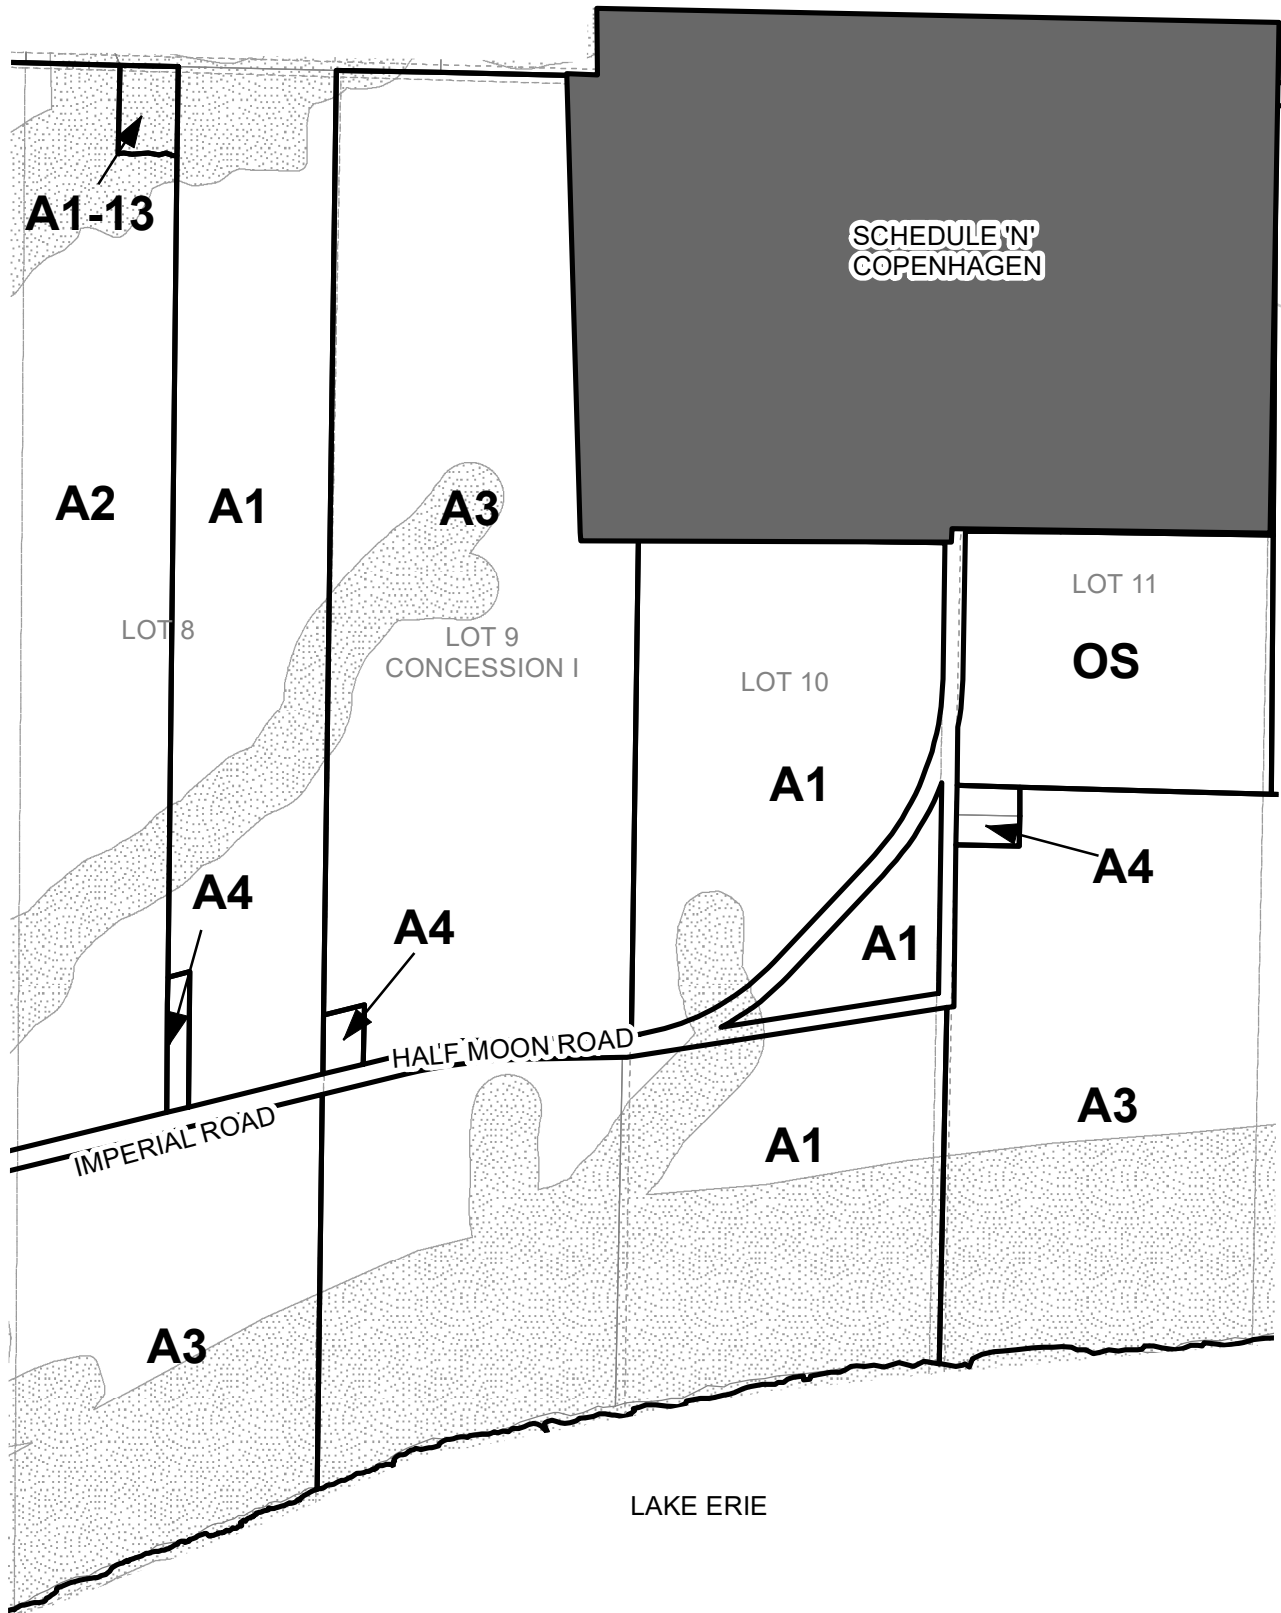 A1-13
SCHEDULE 'N'
COPENHAGEN
A2
A1
A3
LOT 8
LOT 9
CONCESSION I
LOT 10
LOT 11
OS
A1
A4
A4
A4
A1
HALF MOON ROAD
IMPERIAL ROAD
A3
A1
A3
LAKE ERIE